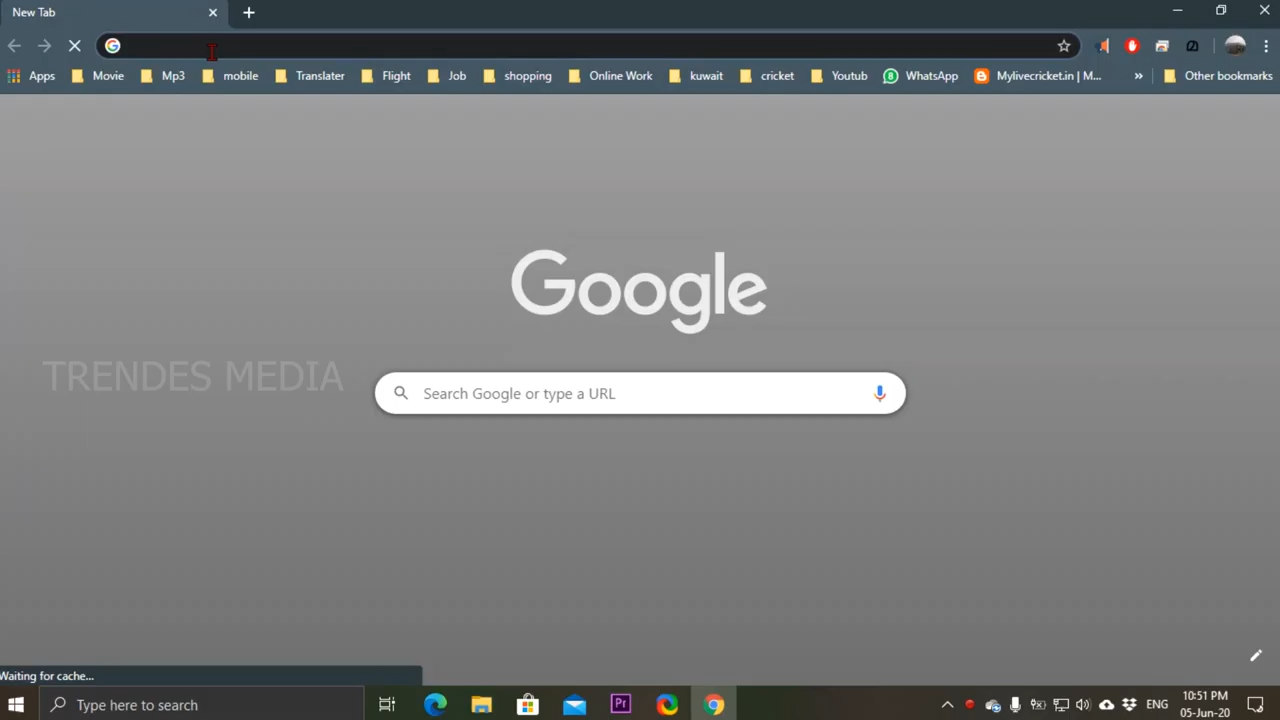 New Tab
Apps Movie Mp3 mobile Translater Flight Job shopping Online Work kuwait cricket Youtub 8 WhatsApp Mylivecricket.in | M... » Other bookmarks
Google
TRENDES MEDIA
Search Google or type a URL
Waiting for cache...
Type here to search
Pr
ENG
10:51 PM
05-Jun-20